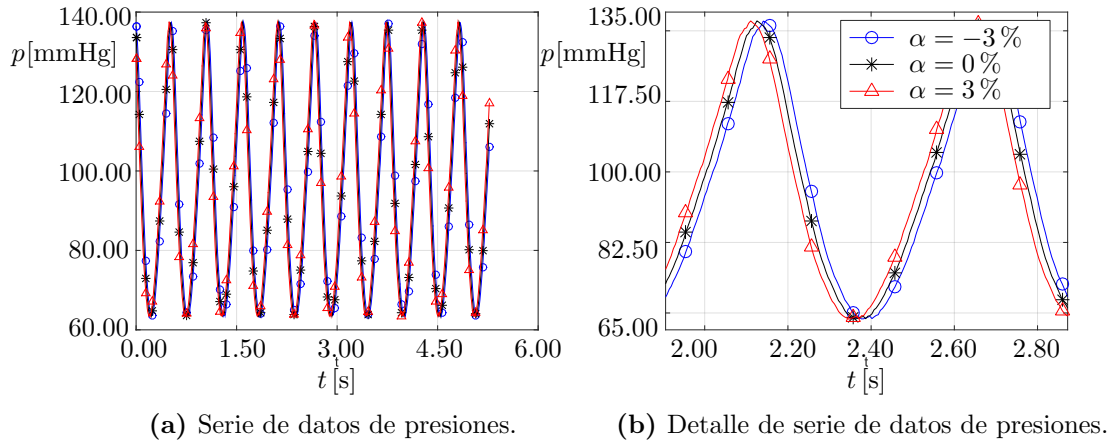 140.00
p[mmHg]
120.00
100.00
80.00
60.00
0.00 1.50 3.00 4.50 6.00
t
t [s]
(a) Serie de datos de presiones.
135.00
p[mmHg]
117.50
100.00
82.50
65.00
α = −3 %
α = 0 %
α = 3 %
2.00 2.20 2.40 2.60 2.80
t
t [s]
(b) Detalle de serie de datos de presiones.